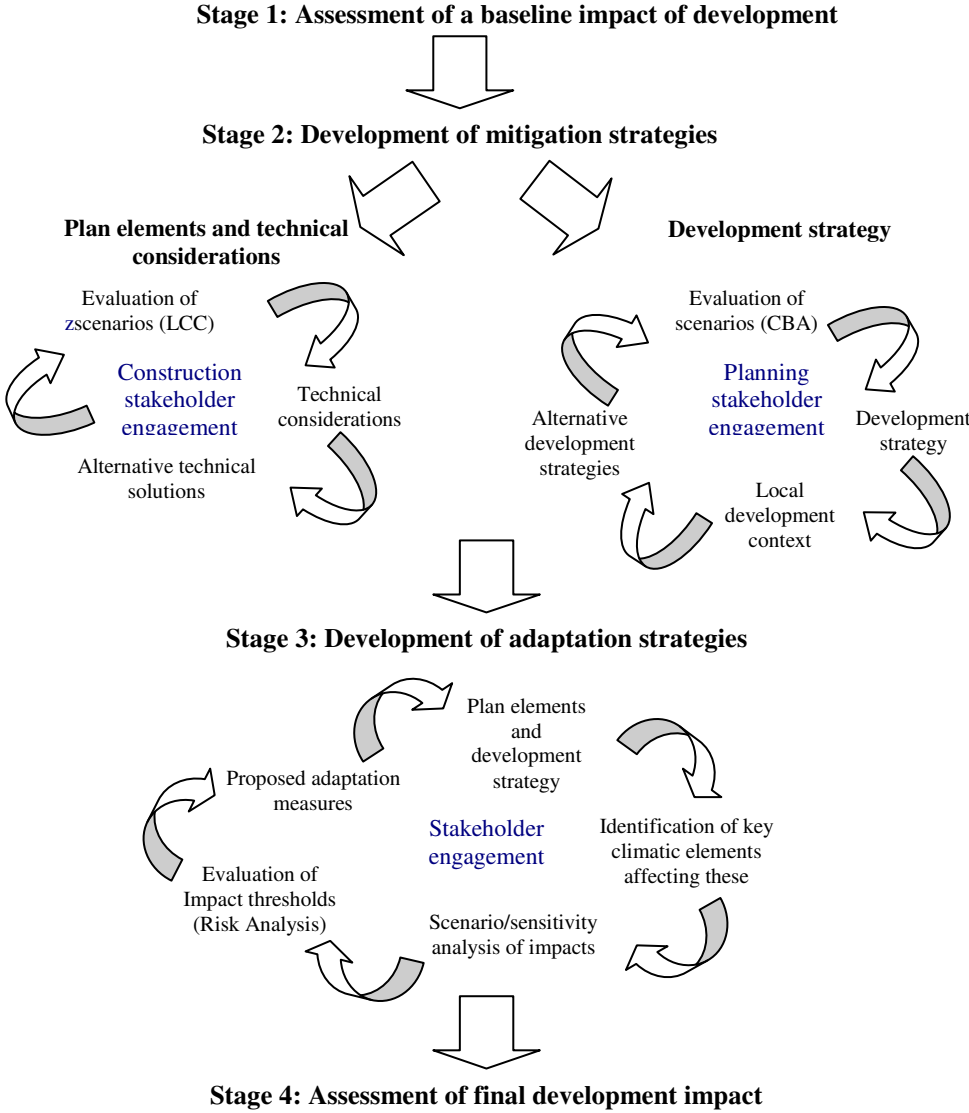 Stage 1: Assessment of a baseline impact of development
Stage 2: Development of mitigation strategies
Plan elements and technical
considerations
Evaluation of
zscenarios (LCC)
Construction
stakeholder
engagement
Technical
considerations
Alternative technical
solutions
Development strategy
Evaluation of
scenarios (CBA)
Planning
stakeholder
engagement
Development
strategy
Local
development
context
Alternative
development
strategies
Stage 3: Development of adaptation strategies
Plan elements
and
development
strategy
Identification of key
climatic elements
affecting these
Scenario/sensitivity
analysis of impacts
Evaluation of
Impact thresholds
(Risk Analysis)
Proposed adaptation
measures
Stakeholder
engagement
Stage 4: Assessment of final development impact